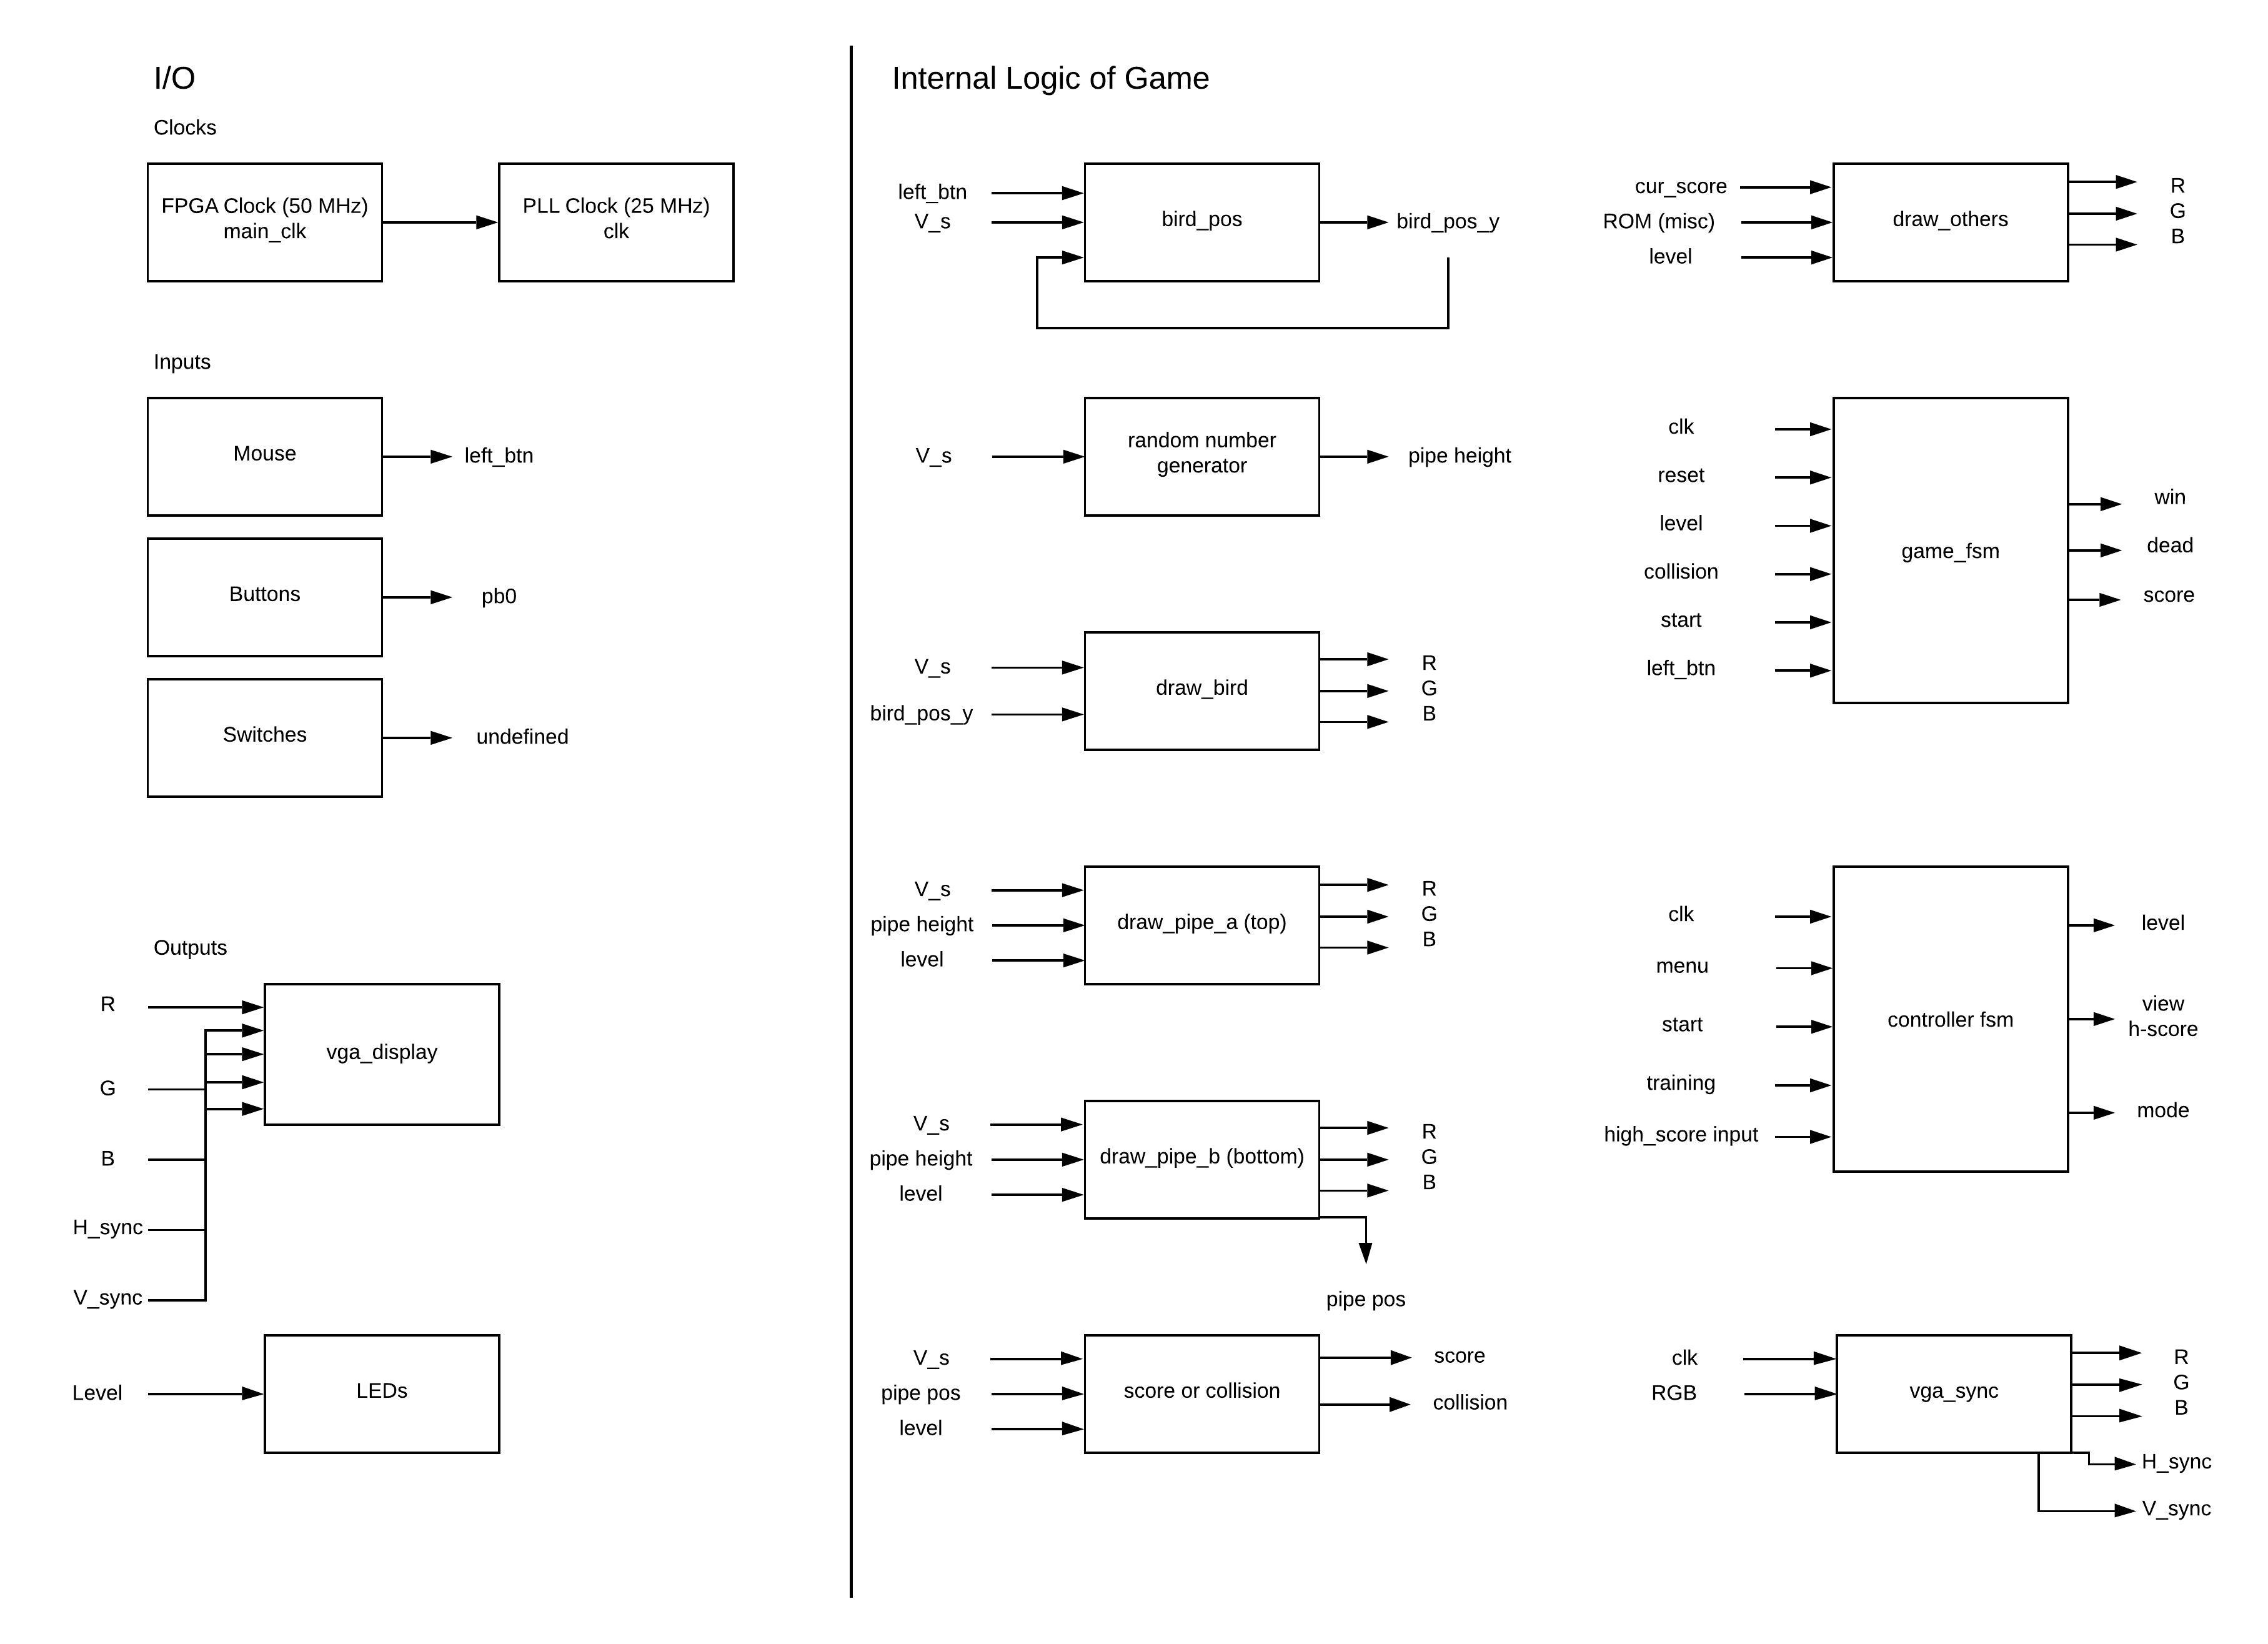 I/O
Clocks
FPGA Clock (50 MHz)
main_clk
PLL Clock (25 MHz)
clk
Inputs
Mouse
left_btn
Buttons
pb0
Switches
undefined
Outputs
R
G
B
H_sync
V_sync
vga_display
Level
LEDs
Internal Logic of Game
left_btn
V_s
bird_pos
bird_pos_y
V_s
random number
generator
pipe height
V_s
bird_pos_y
draw_bird
R
G
B
V_s
pipe height
level
draw_pipe_a (top)
R
G
B
V_s
pipe height
level
draw_pipe_b (bottom)
R
G
B
pipe pos
V_s
pipe pos
level
score or collision
score
collision
cur_score
ROM (misc)
level
draw_others
R
G
B
clk
reset
level
collision
start
left_btn
game_fsm
win
dead
score
clk
menu
start
training
high_score input
controller fsm
level
view
h-score
mode
clk
RGB
vga_sync
R
G
B
H_sync
V_sync